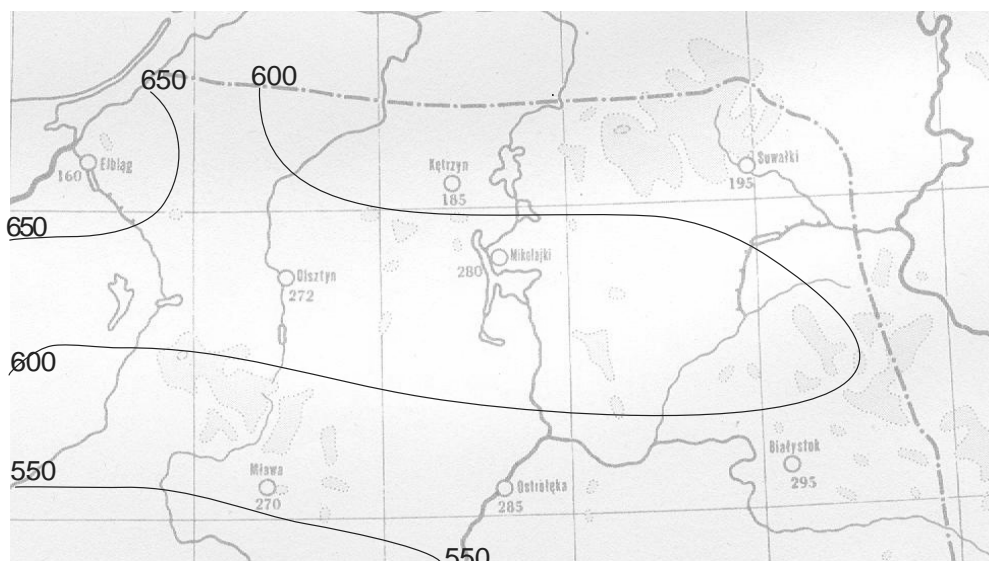 650
600
Elbląg
160
Kętrzyn
185
Suwałki
195
650
Mikołajki
280
Olsztyn
272
600
Białystok
295
550
Mława
270
Ostrołęka
285
550